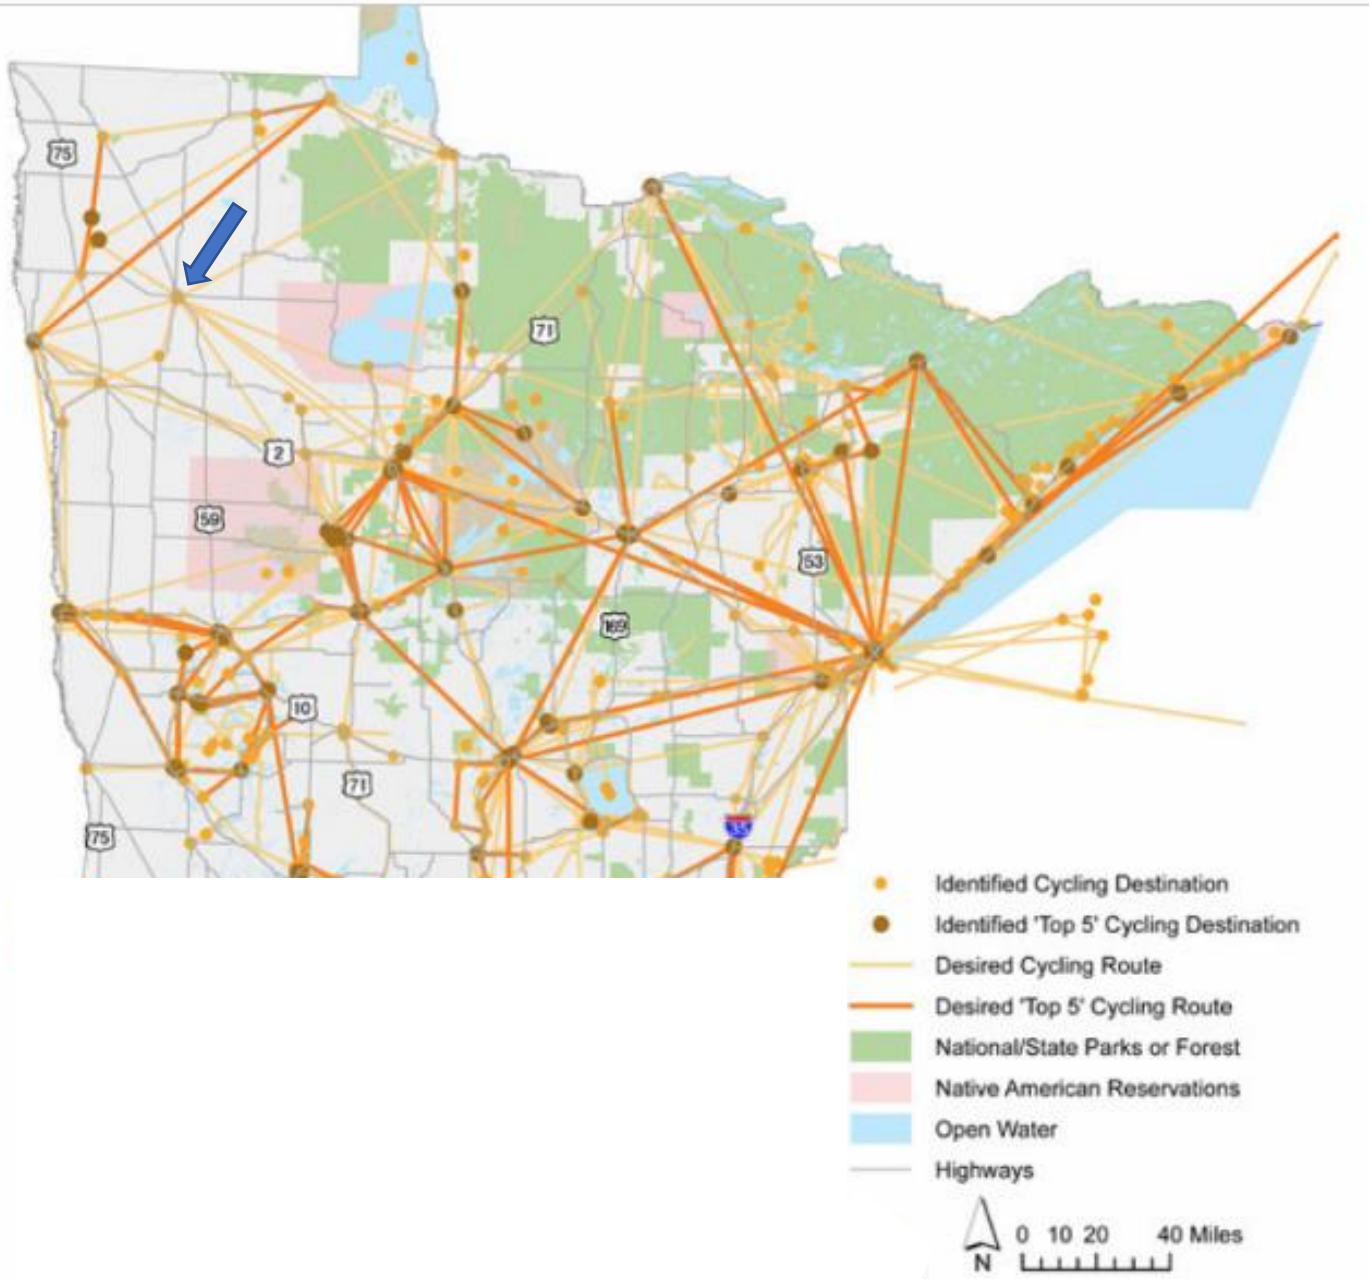 75
71
2
59
53
169
10
71
75
35
Identified Cycling Destination
Identified 'Top 5' Cycling Destination
Desired Cycling Route
Desired 'Top 5' Cycling Route
National/State Parks or Forest
Native American Reservations
Open Water
Highways
0 10 20 40 Miles
N